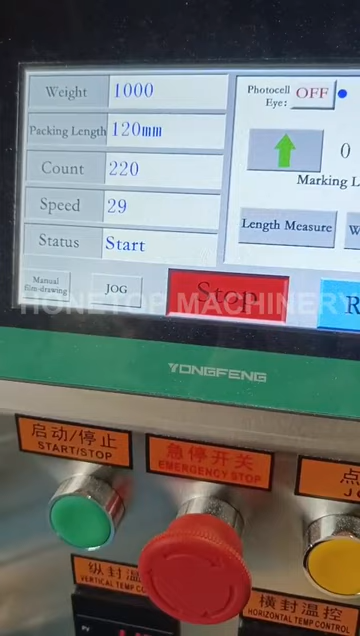 Weight 1000
Packing Length 120mm
Count 220
Speed 29
Status Start
Photocell
Eye: OFF
0
Marking L
Length Measure W
Manual
film-drawing
JOG
Stop
R
HONETOP MACHINERY
YONGFENG
启动/停止
START/STOP
急停开关
EMERGENCY STOP
点
J
纵封温
VERTICAL TEMP CO
横封温控
HORIZONTAL TEMP CONTROL
PV